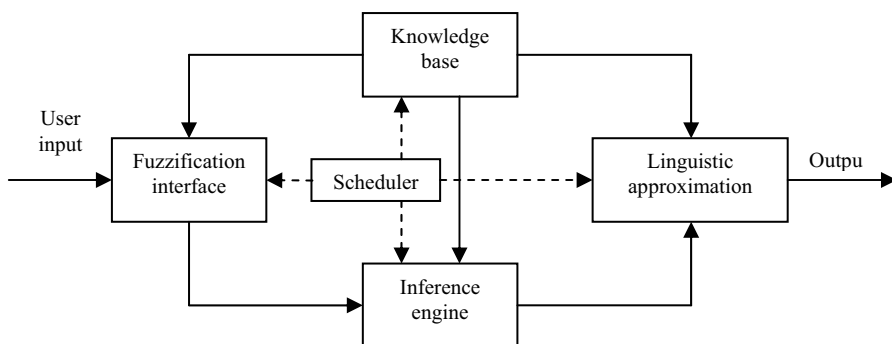 Knowledge
base
User
input
Fuzzification
interface
Scheduler
Linguistic
approximation
Outpu
Inference
engine